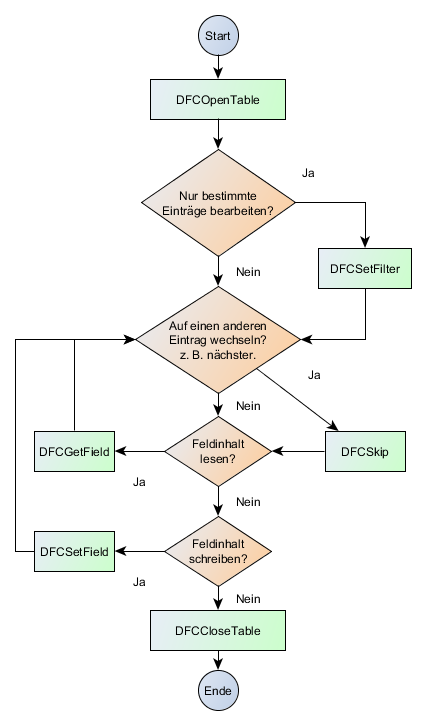 Start
DFCOpenTable
Nur bestimmte
Einträge bearbeiten?
Ja
Nein
DFCSetFilter
Auf einen anderen
Eintrag wechseln?
z. B. nächster.
Ja
Nein
DFCGetField
Feldinhalt
lesen?
DFCSkip
Ja
Nein
DFCSetField
Feldinhalt
schreiben?
Ja
Nein
DFCCloseTable
Ende